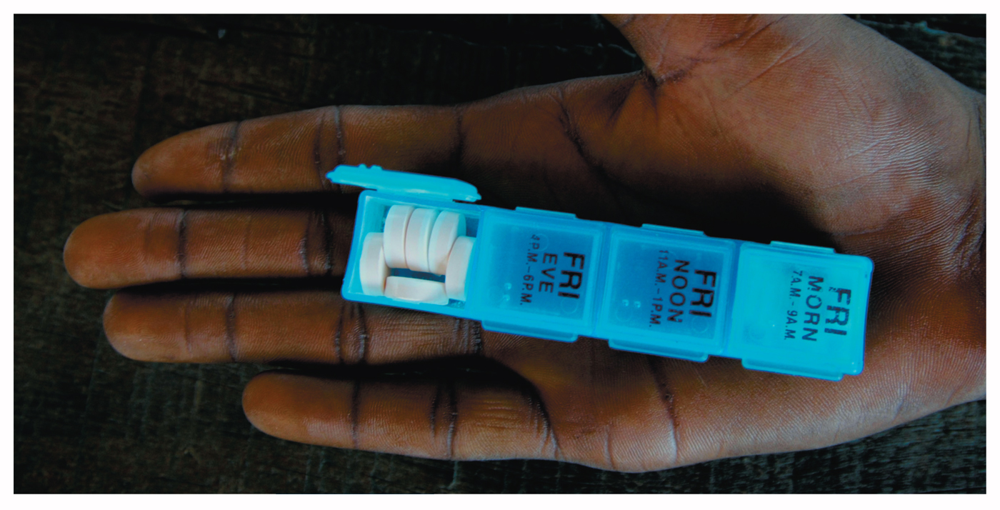 FRI
MORN
7A.M.-9A.M.
FRI
NOON
11A.M.-1P.M.
FRI
EVE
4P.M.-6P.M.